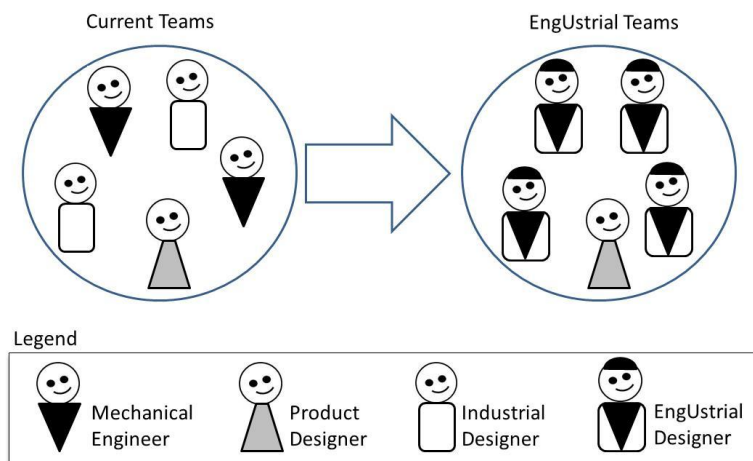 Current Teams
EngUstrial Teams
Legend
Mechanical
Engineer
Product
Designer
Industrial
Designer
EngUstrial
Designer